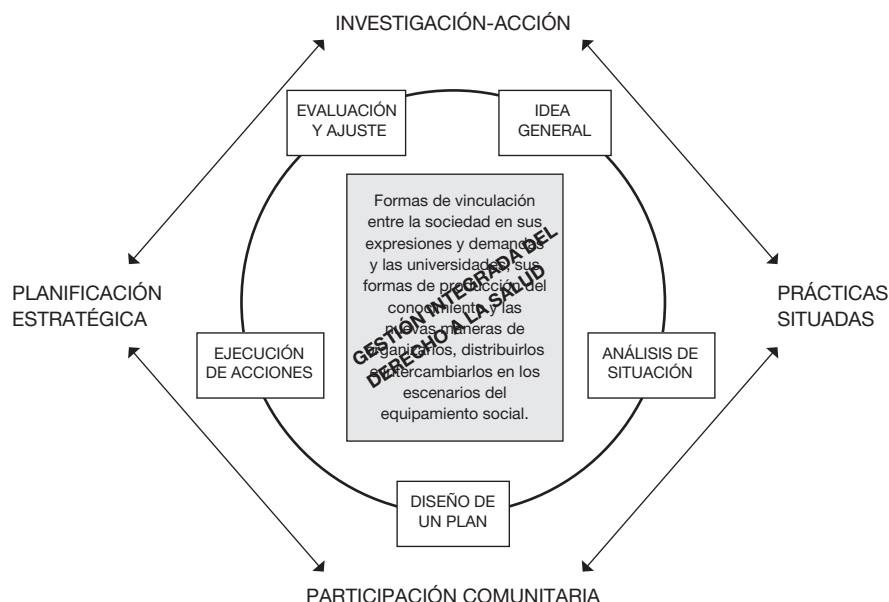 INVESTIGACIÓN-ACCIÓN
EVALUACIÓN
Y AJUSTE
IDEA
GENERAL
Formas de vinculación
entre la sociedad en sus
expresiones y demandas
y las universidades, sus
formas de producción del
conocimiento y las
nuevas maneras de
organizarlos, distribuirlos
e intercambiarlos en los
escenarios del
equipamiento social.
GESTIÓN INTEGRADA DEL
DERECHO A LA SALUD
PLANIFICACIÓN
ESTRATÉGICA
PRÁCTICAS
SITUADAS
EJECUCIÓN
DE ACCIONES
ANÁLISIS DE
SITUACIÓN
DISEÑO DE
UN PLAN
PARTICIPACIÓN COMUNITARIA